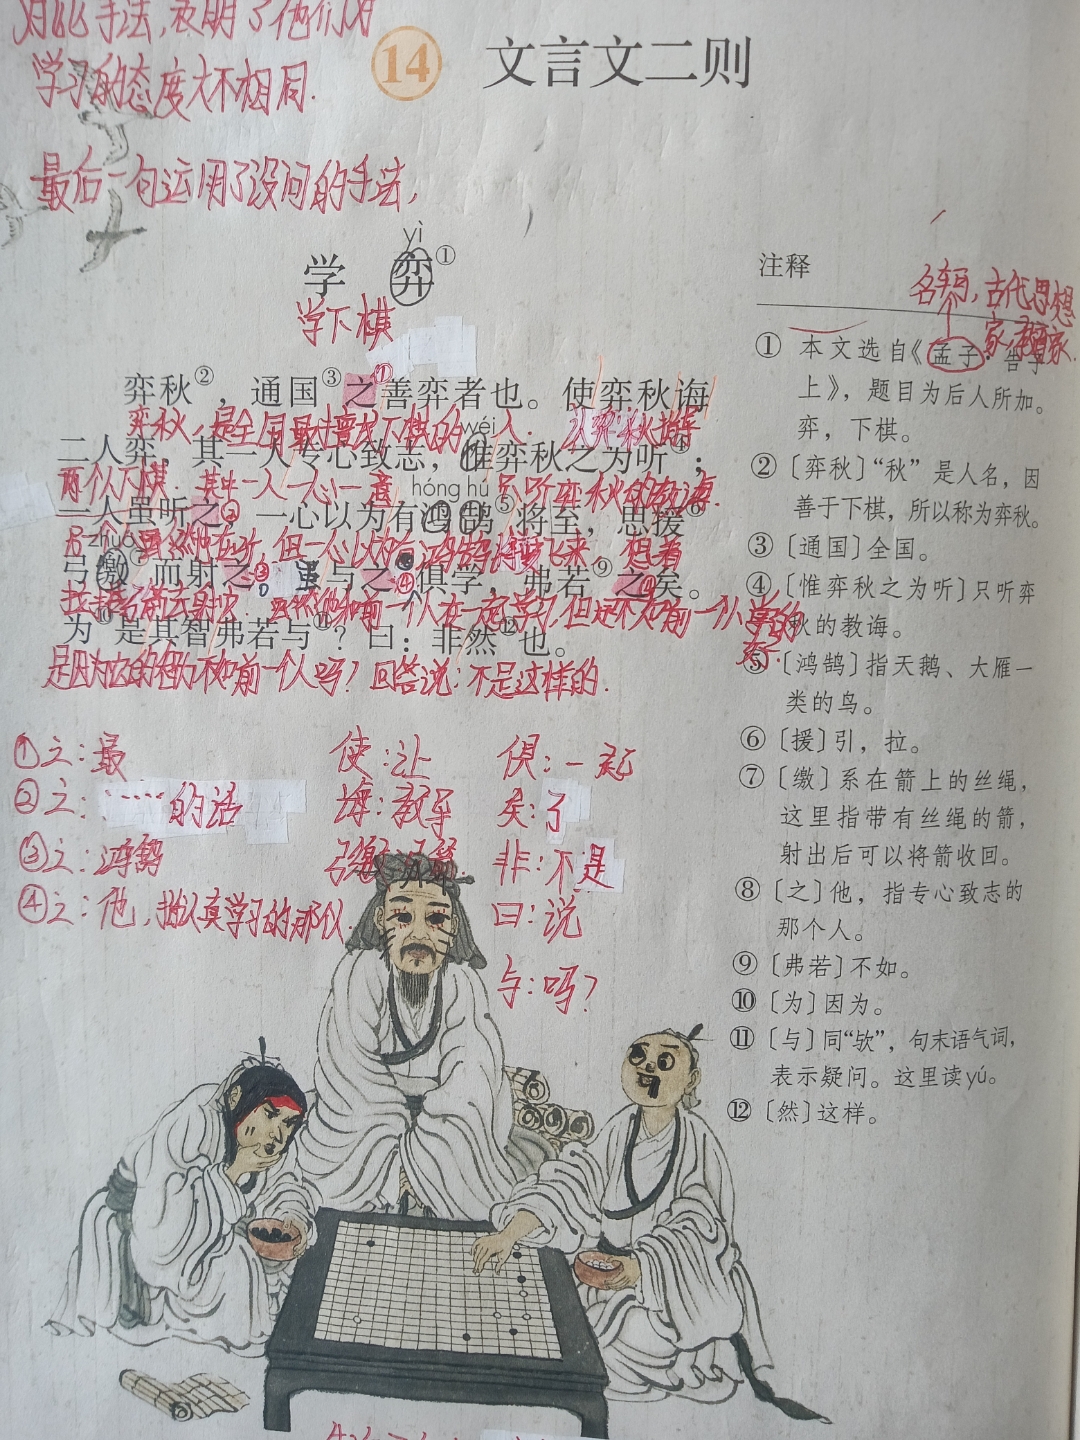 对比手法,表明了他们对
学习的态度大不相同.
14 文言文二则
最后一句运用了设问的手法,
yì
学 弈①
学下棋
弈秋②,通国③之善弈者也。使弈秋诲
弈秋,是全国最擅长下棋的人.让弈秋教导
wéi
二人弈,其一人专心致志,惟弈秋之为听④;
两个人下棋.其中一人一心一意 只听弈秋的教诲.
hóng hú
一人虽听之,一心以为有鸿鹄⑤将至,思援⑥
zhuó
弓缴⑦而射之,虽与之俱学,弗若⑨之矣。
为⑩是其智弗若与⑪?曰:非然⑫也。
前一个人吗?回答说:不是这样的.
①之:最 使:让 俱:一起
②之:……的话 诲:教导 矣:了
③之:鸿鹄 非:不是
④之:他, 指认真学习的那个 曰:说
与:吗?
注释
名轲,古代思想
家
①本文选自《孟子·告子
上》,题目为后人所加。
弈,下棋。
②〔弈秋〕“秋”是人名,因
善于下棋,所以称为弈秋。
③〔通国〕全国。
④〔惟弈秋之为听〕只听弈
秋的教诲。
⑤〔鸿鹄〕指天鹅、大雁一
类的鸟。
⑥〔援〕引,拉。
⑦〔缴〕系在箭上的丝绳,
这里指带有丝绳的箭,
射出后可以将箭收回。
⑧〔之〕他,指专心致志的
那个人。
⑨〔弗若〕不如。
⑩〔为〕因为。
⑪〔与〕同“欤”,句末语气词,
表示疑问。这里读yú。
⑫〔然〕这样。